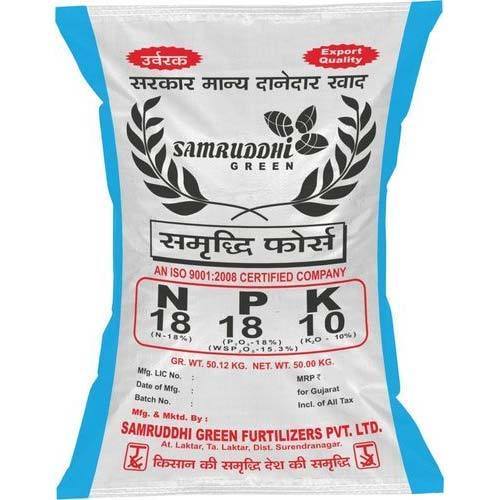 उर्वरक
Export
Quality
सरकार मान्य दानेदार खाद
SAMRUDDHi
GREEN
समृद्धि फोर्स
AN ISO 9001:2008 CERTIFIED COMPANY
N P K
18 18 10
(N-18%) (P₂O₅-18%) (K₂O - 10%)
(WSP₂O₅-15.3%)
GR. WT. 50.12 KG. NET. WT. 50.00 KG.
Mfg. LIC No. : MRP ₹
Date of Mfg. : for Gujarat
Batch No. : Incl. of All Tax
Mfg. & Mktd. By :
SAMRUDDHI GREEN FURTILIZERS PVT. LTD.
At. Laktar, Ta. Laktar, Dist. Surendranagar.
किसान की समृद्धि देश की समृद्धि